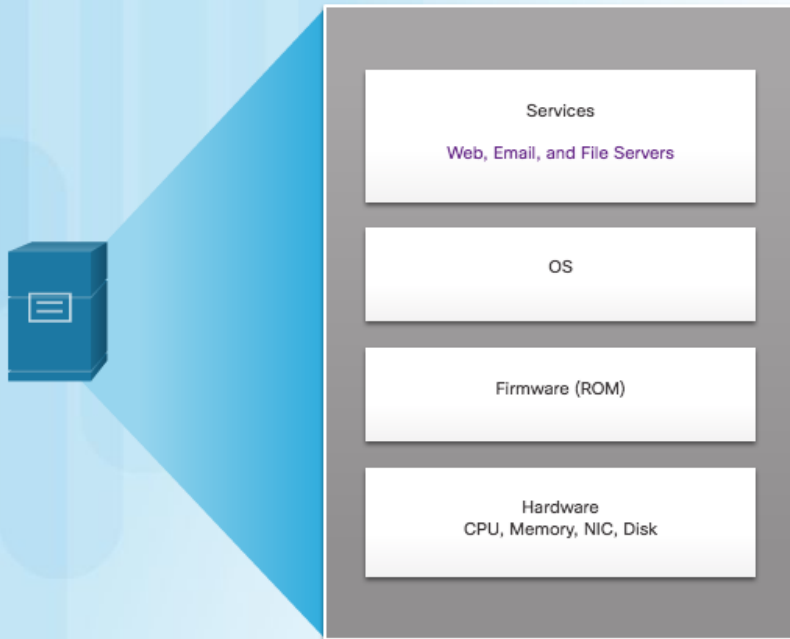 Services
Web, Email, and File Servers
OS
Firmware (ROM)
Hardware
CPU, Memory, NIC, Disk